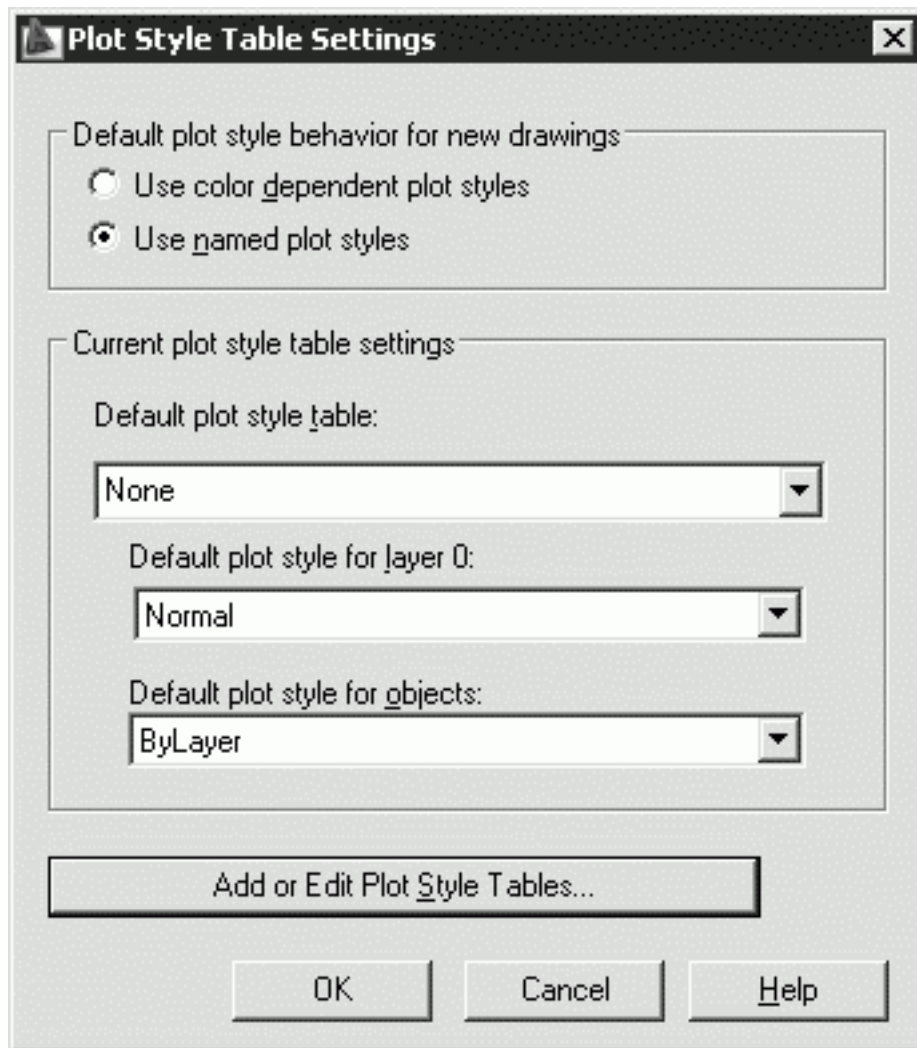 Plot Style Table Settings
Default plot style behavior for new drawings
Use color dependent plot styles
Use named plot styles
Current plot style table settings
Default plot style table:
None
Default plot style for layer 0:
Normal
Default plot style for objects:
ByLayer
Add or Edit Plot Style Tables...
OK Cancel Help